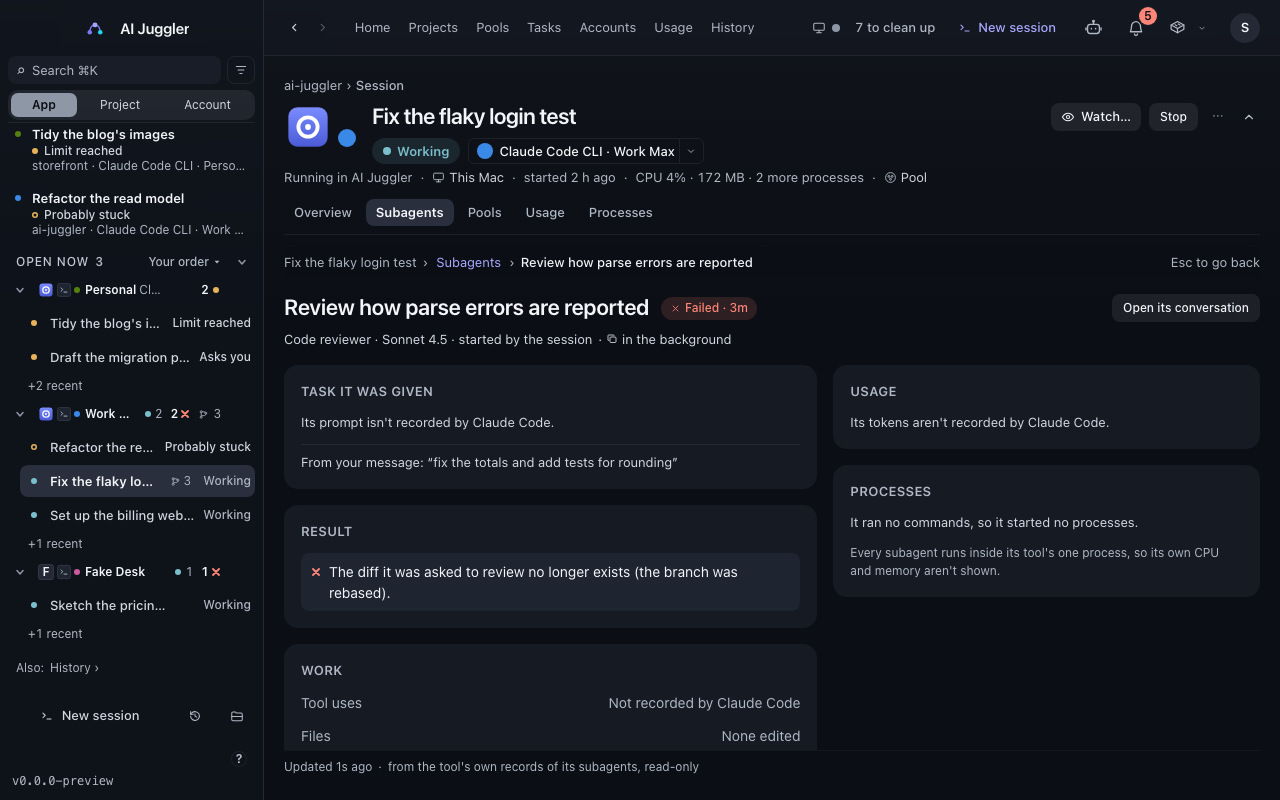 AI Juggler
Search ⌘K
App Project Account
Tidy the blog's images
Limit reached
storefront · Claude Code CLI · Perso...
Refactor the read model
Probably stuck
ai-juggler · Claude Code CLI · Work ...
OPEN NOW 3 Your order
Personal Cl... 2
Tidy the blog's i... Limit reached
Draft the migration p... Asks you
+2 recent
Work ... 2 2 3
Refactor the re... Probably stuck
Fix the flaky lo... 3 Working
Set up the billing web... Working
+1 recent
F Fake Desk 1 1
Sketch the pricin... Working
+1 recent
Also: History ›
New session
?
v0.0.0-preview
Home Projects Pools Tasks Accounts Usage History
7 to clean up New session 5 S
ai-juggler › Session
Fix the flaky login test
Watch... Stop ...
Working Claude Code CLI · Work Max
Running in AI Juggler · This Mac · started 2 h ago · CPU 4% · 172 MB · 2 more processes · Pool
Overview Subagents Pools Usage Processes
Fix the flaky login test › Subagents › Review how parse errors are reported Esc to go back
Review how parse errors are reported Failed · 3m Open its conversation
Code reviewer · Sonnet 4.5 · started by the session · in the background
TASK IT WAS GIVEN
Its prompt isn't recorded by Claude Code.
From your message: “fix the totals and add tests for rounding”
RESULT
The diff it was asked to review no longer exists (the branch was
rebased).
WORK
Tool uses Not recorded by Claude Code
Files None edited
USAGE
Its tokens aren't recorded by Claude Code.
PROCESSES
It ran no commands, so it started no processes.
Every subagent runs inside its tool's one process, so its own CPU
and memory aren't shown.
Updated 1s ago · from the tool's own records of its subagents, read-only